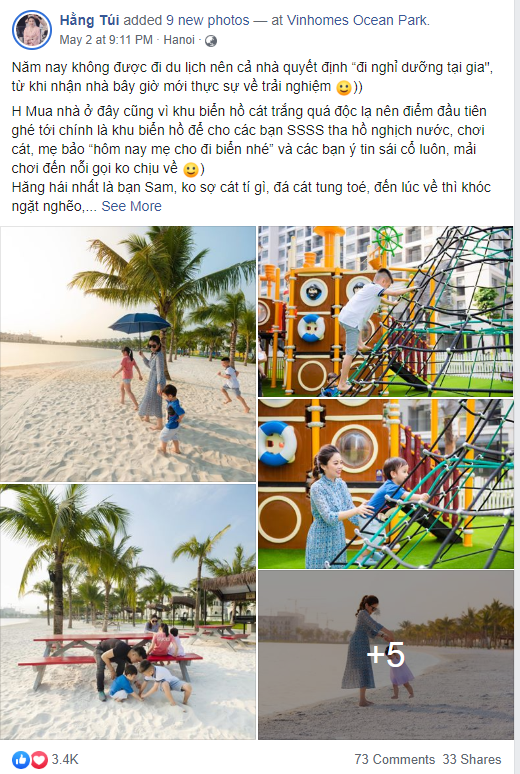 Hằng Túi added 9 new photos — at Vinhomes Ocean Park.
May 2 at 9:11 PM · Hanoi ·
Năm nay không được đi du lịch nên cả nhà quyết định “đi nghỉ dưỡng tại gia",
từ khi nhận nhà bây giờ mới thực sự về trải nghiệm 🙂))
H Mua nhà ở đây cũng vì khu biển hồ cát trắng quá độc lạ nên điểm đầu tiên
ghé tới chính là khu biển hồ để cho các bạn SSSS tha hồ nghịch nước, chơi
cát, mẹ bảo “hôm nay mẹ cho đi biển nhé” và các bạn ý tin sái cổ luôn, mải
chơi đến nỗi gọi ko chịu về 🙂)
Hăng hái nhất là bạn Sam, ko sợ cát tí gì, đá cát tung toé, đến lúc về thì khóc
ngặt nghẽo,... See More
+5
3.4K
73 Comments 33 Shares